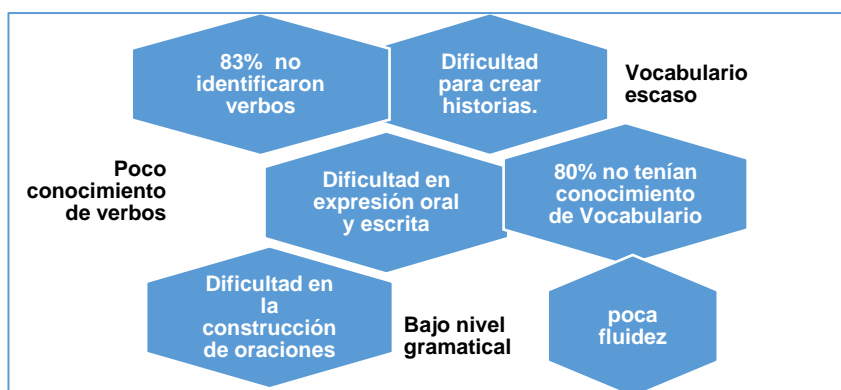 83% no
identificaron
verbos
Dificultad
para crear
historias.
Vocabulario
escaso
Poco
conocimiento
de verbos
Dificultad en
expresión oral
y escrita
80% no tenían
conocimiento
de Vocabulario
Dificultad en
la
construcción
de oraciones
Bajo nivel
gramatical
poca
fluidez